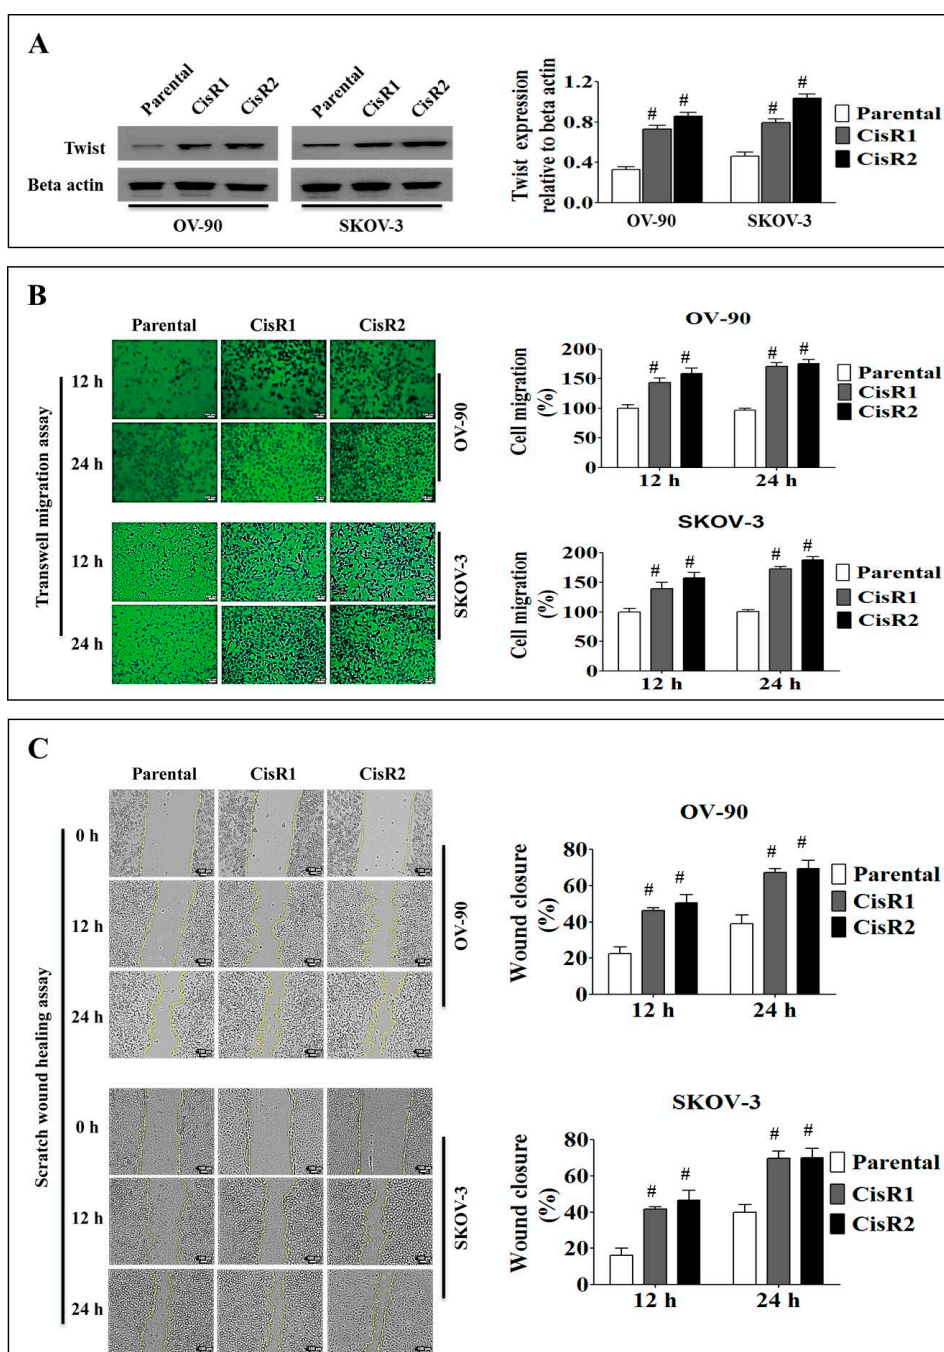 A
Parental CisR1 CisR2 Parental CisR1 CisR2
Twist
Beta actin
OV-90 SKOV-3
Twist expression
relative to beta actin
1.2
0.8
0.4
0.0
# # # #
OV-90 SKOV-3
Parental
CisR1
CisR2
B
Parental CisR1 CisR2
Transwell migration assay
12 h
24 h
OV-90
12 h
24 h
SKOV-3
OV-90
Cell migration
(%)
200
150
100
50
0
# # # #
12 h 24 h
Parental
CisR1
CisR2
SKOV-3
Cell migration
(%)
200
150
100
50
0
# # # #
12 h 24 h
Parental
CisR1
CisR2
C
Parental CisR1 CisR2
Scratch wound healing assay
0 h
12 h
24 h
OV-90
0 h
12 h
24 h
SKOV-3
OV-90
Wound closure
(%)
80
60
40
20
0
# # # #
12 h 24 h
Parental
CisR1
CisR2
SKOV-3
Wound closure
(%)
80
60
40
20
0
# # # #
12 h 24 h
Parental
CisR1
CisR2